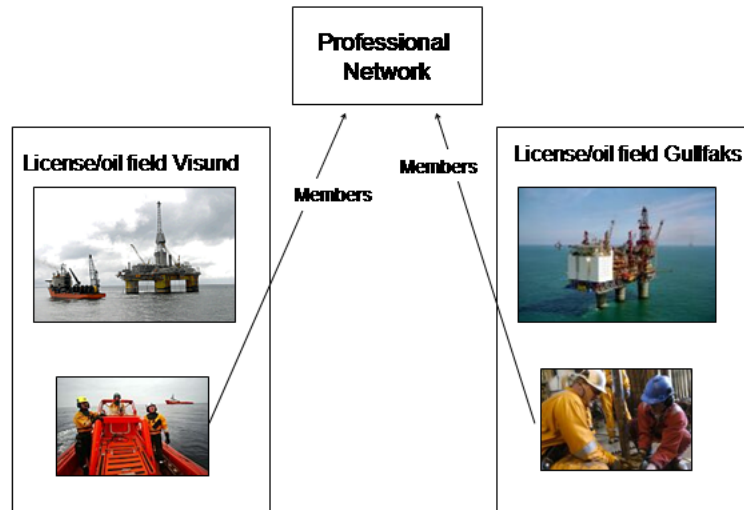 Professional
Network
License/oil field Visund
License/oil field Gullfaks
Members
Members